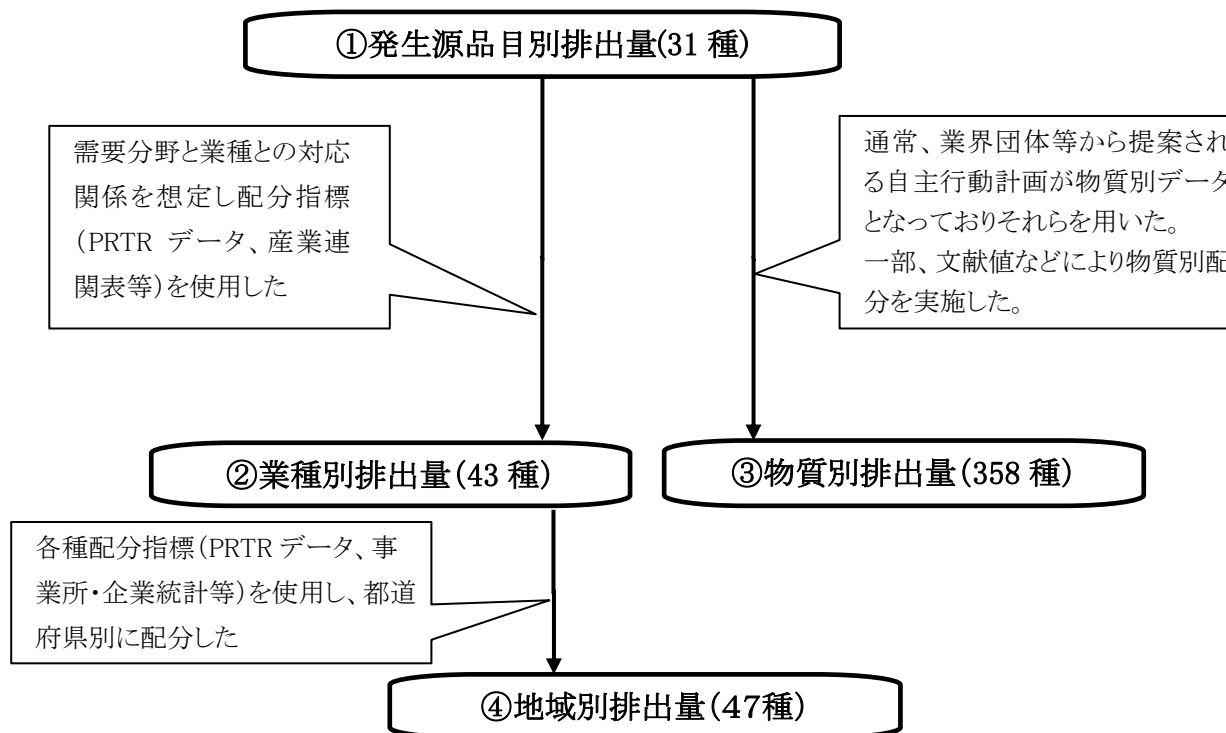 ①発生源品目別排出量(31 種)
需要分野と業種との対応
関係を想定し配分指標
(PRTR データ、産業連
関表等)を使用した
通常、業界団体等から提案され
る自主行動計画が物質別データ
となっておりそれらを用いた。
一部、文献値などにより物質別配
分を実施した。
②業種別排出量(43 種)
③物質別排出量(358 種)
各種配分指標(PRTR データ、事
業所・企業統計等)を使用し、都道
府県別に配分した
④地域別排出量(47種)